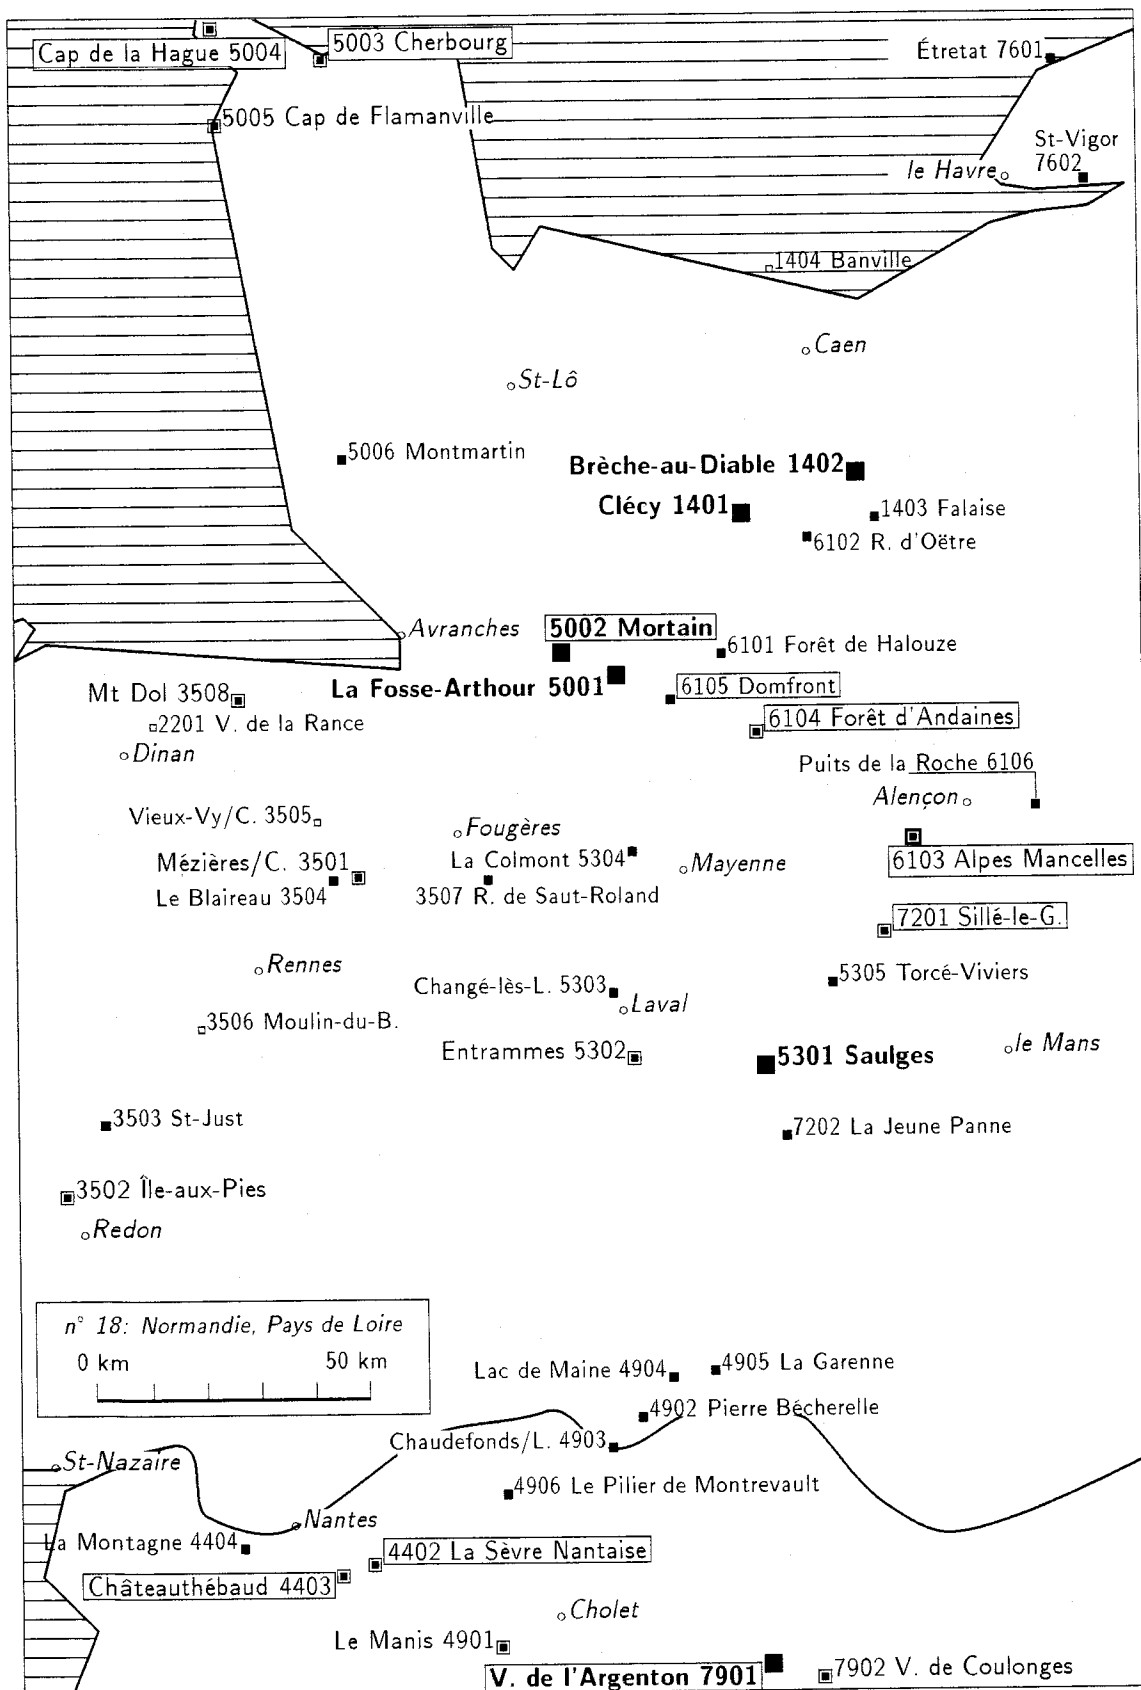 Cap de la Hague 5004
5003 Cherbourg
Étretat 7601
5005 Cap de Flamanville
St-Vigor
7602
le Havre
1404 Banville
Caen
St-Lô
5006 Montmartin
Brèche-au-Diable 1402
Clécy 1401
1403 Falaise
6102 R. d'Oëtre
Avranches
5002 Mortain
6101 Forêt de Halouze
La Fosse-Arthour 5001
6105 Domfront
Mt Dol 3508
6104 Forêt d'Andaines
2201 V. de la Rance
Dinan
Puits de la Roche 6106
Alençon
Vieux-Vy/C. 3505
Fougères
La Colmont 5304
Mayenne
6103 Alpes Mancelles
Mézières/C. 3501
Le Blaireau 3504
3507 R. de Saut-Roland
7201 Sillé-le-G.
Rennes
Changé-lès-L. 5303
5305 Torcé-Viviers
Laval
3506 Moulin-du-B.
Entrammes 5302
5301 Saulges
le Mans
3503 St-Just
7202 La Jeune Panne
3502 Île-aux-Pies
Redon
n° 18: Normandie, Pays de Loire
0 km 50 km
Lac de Maine 4904
4905 La Garenne
4902 Pierre Bécherelle
Chaudefonds/L. 4903
St-Nazaire
4906 Le Pilier de Montrevault
Nantes
La Montagne 4404
4402 La Sèvre Nantaise
Châteauthébaud 4403
Cholet
Le Manis 4901
V. de l'Argenton 7901
7902 V. de Coulonges